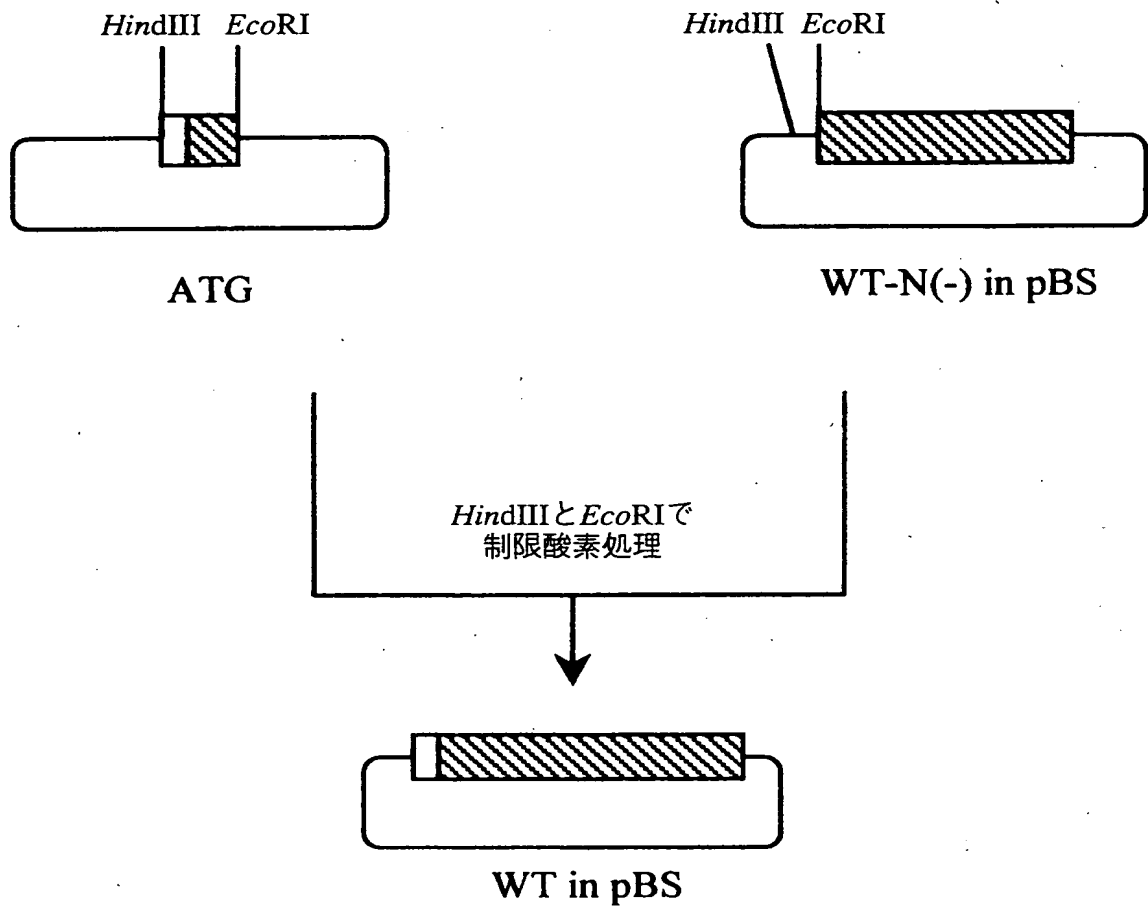 HindIII EcoRI
HindIII EcoRI
ATG
WT-N(-) in pBS
HindIIIとEcoRIで
制限酸素処理
WT in pBS